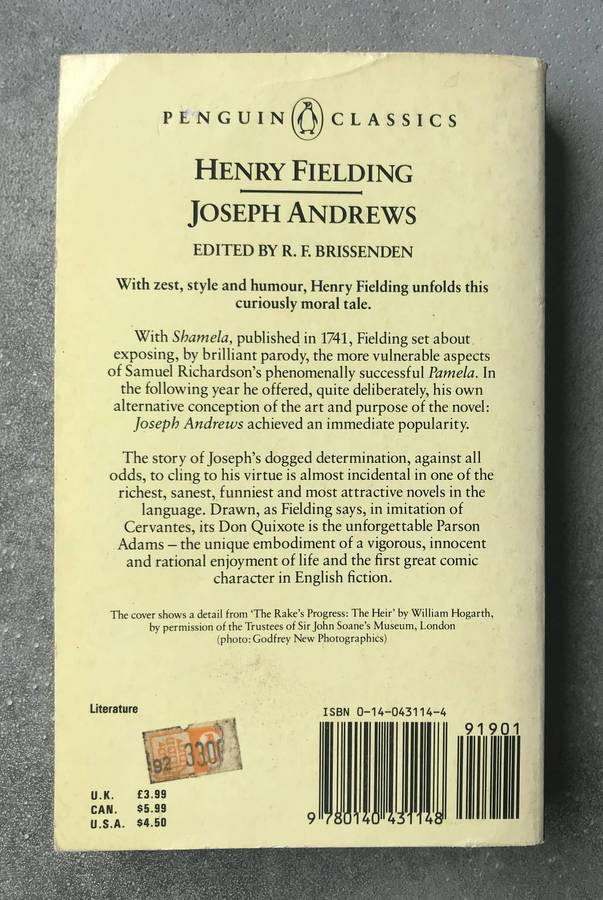 PENGUIN CLASSICS
HENRY FIELDING
JOSEPH ANDREWS
EDITED BY R. F. BRISSENDEN
With zest, style and humour, Henry Fielding unfolds this
curiously moral tale.
With Shamela, published in 1741, Fielding set about
exposing, by brilliant parody, the more vulnerable aspects
of Samuel Richardson's phenomenally successful Pamela. In
the following year he offered, quite deliberately, his own
alternative conception of the art and purpose of the novel:
Joseph Andrews achieved an immediate popularity.
The story of Joseph's dogged determination, against all
odds, to cling to his virtue is almost incidental in one of the
richest, sanest, funniest and most attractive novels in the
language. Drawn, as Fielding says, in imitation of
Cervantes, its Don Quixote is the unforgettable Parson
Adams – the unique embodiment of a vigorous, innocent
and rational enjoyment of life and the first great comic
character in English fiction.
The cover shows a detail from 'The Rake's Progress: The Heir' by William Hogarth,
by permission of the Trustees of Sir John Soane's Museum, London
(photo: Godfrey New Photographics)
Literature
92 330
U.K. £3.99
CAN. $5.99
U.S.A. $4.50
ISBN 0-14-043114-4
91901
9 780140 431148